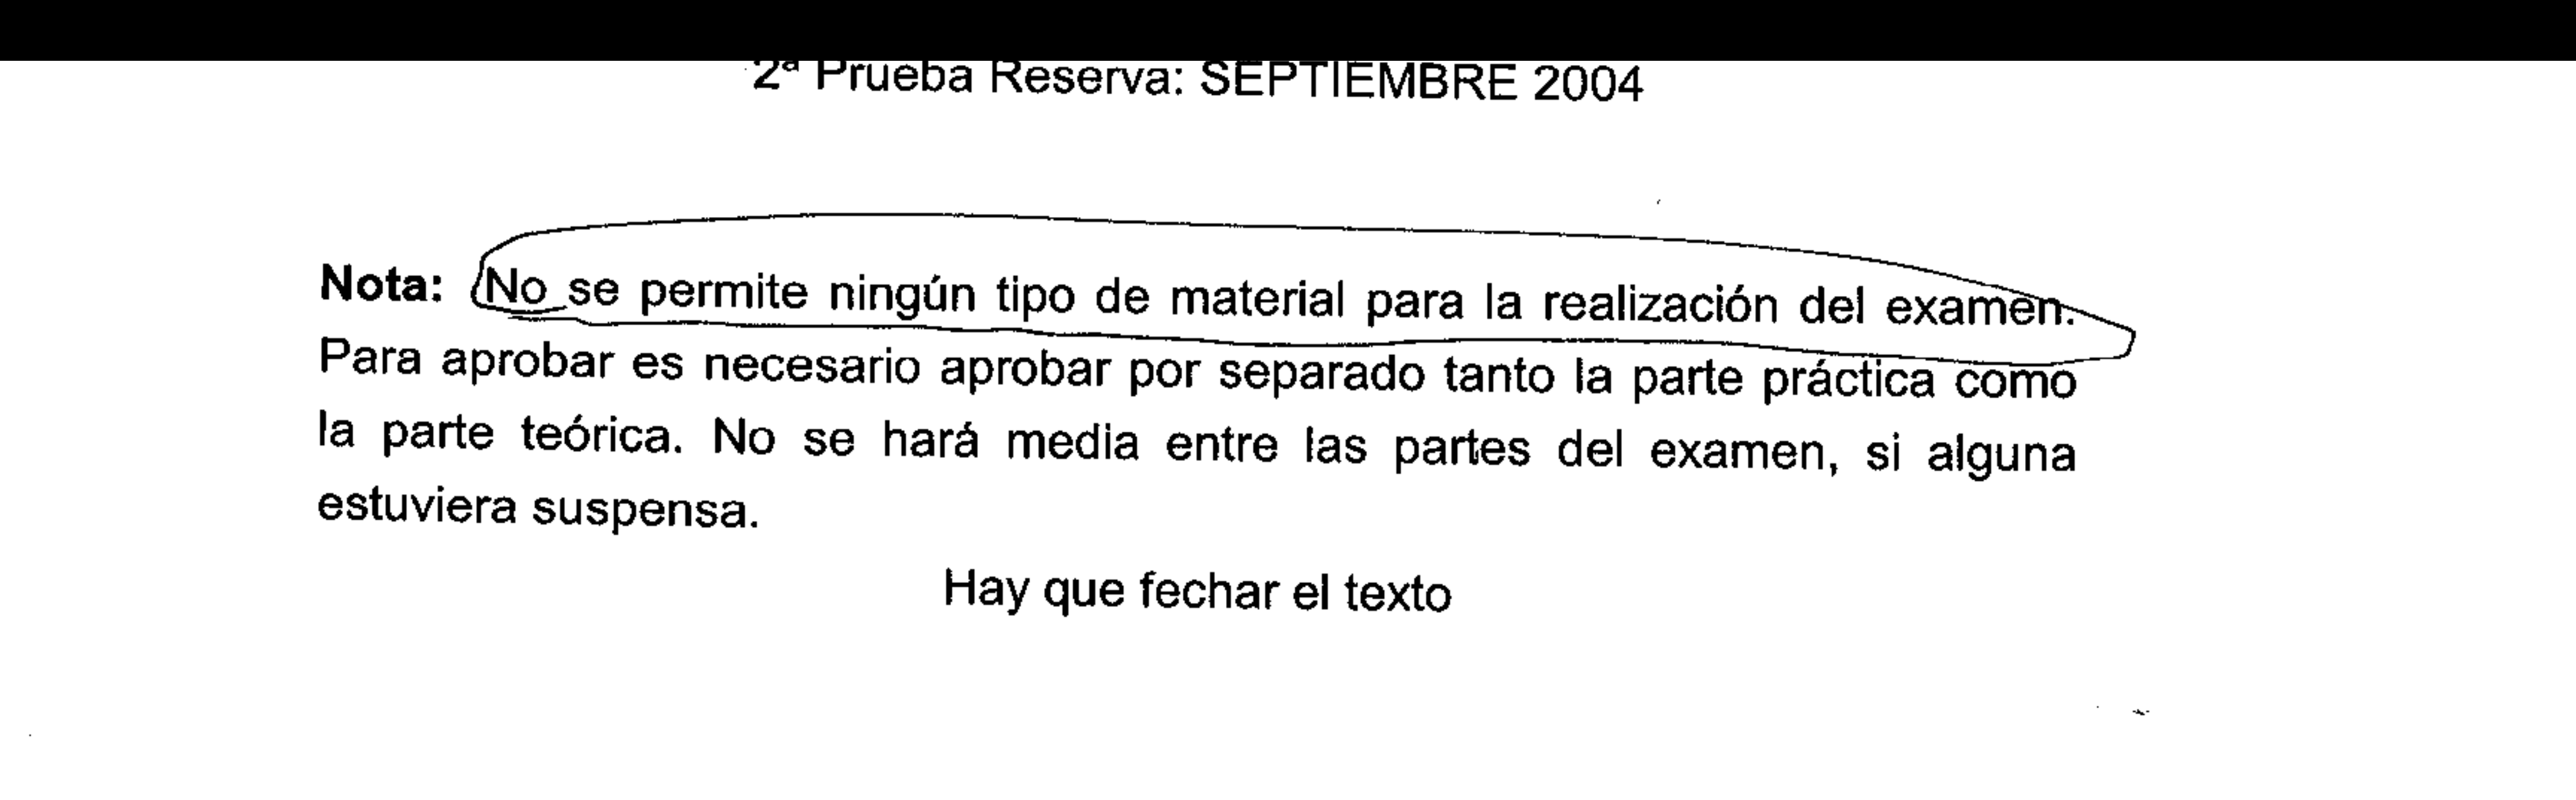 2ª Prueba Reserva: SEPTIEMBRE 2004
Nota: No se permite ningún tipo de material para la realización del examen.
Para aprobar es necesario aprobar por separado tanto la parte práctica como
la parte teórica. No se hará media entre las partes del examen, si alguna
estuviera suspensa.
Hay que fechar el texto